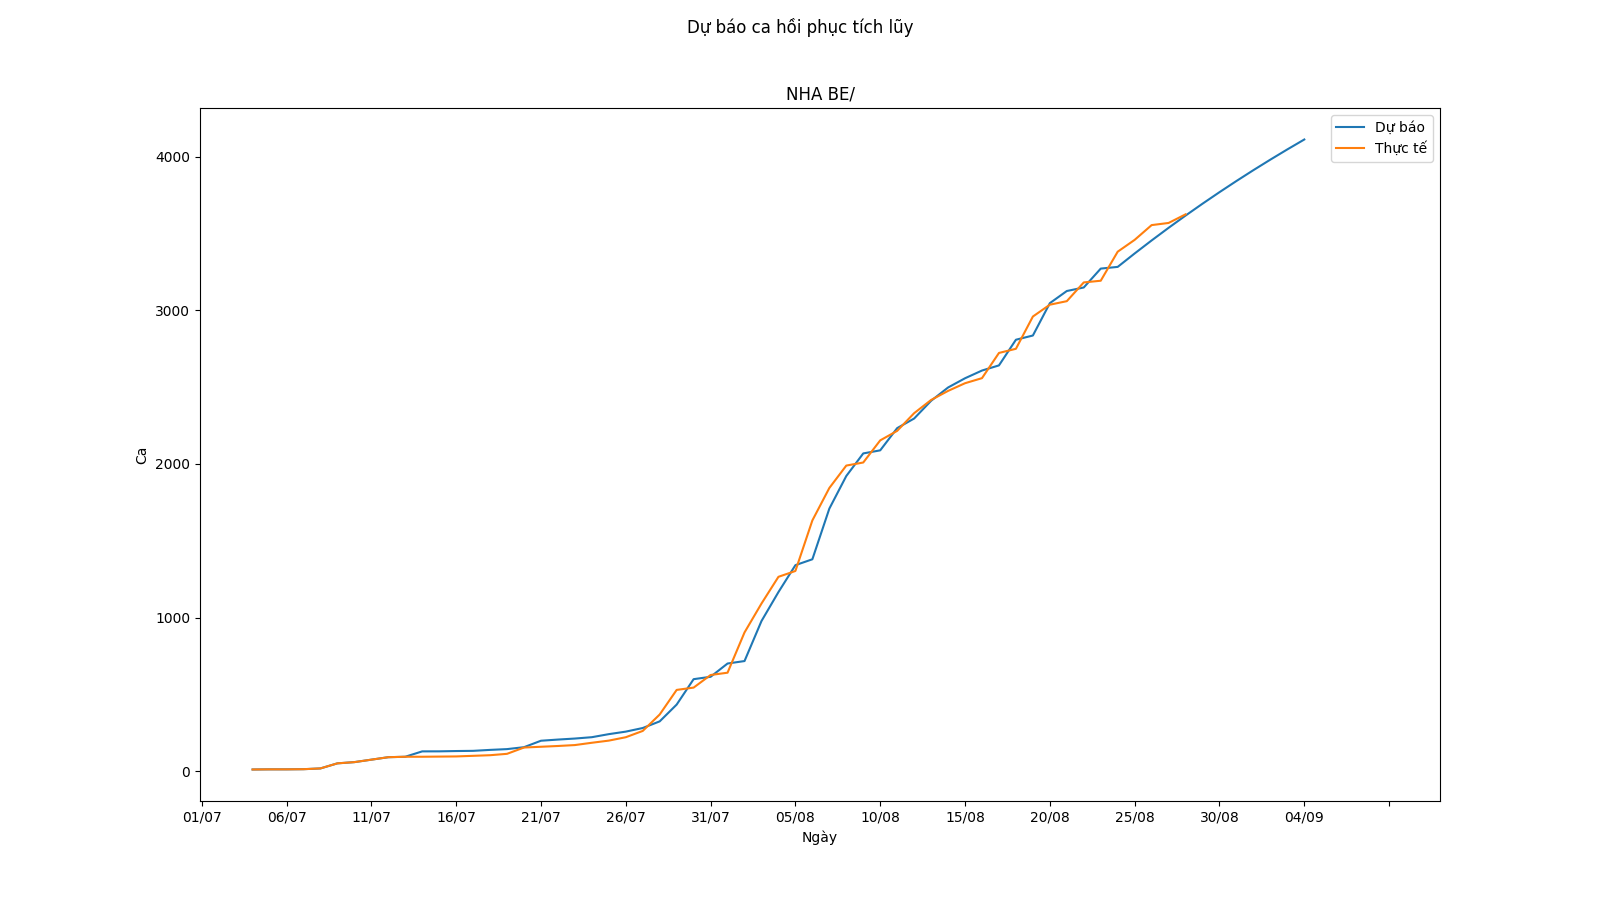 Dự báo ca hồi phục tích lũy
NHA BE/
Dự báo
Thực tế
4000
3000
2000
1000
0
Ca
01/07 06/07 11/07 16/07 21/07 26/07 31/07 05/08 10/08 15/08 20/08 25/08 30/08 04/09
Ngày